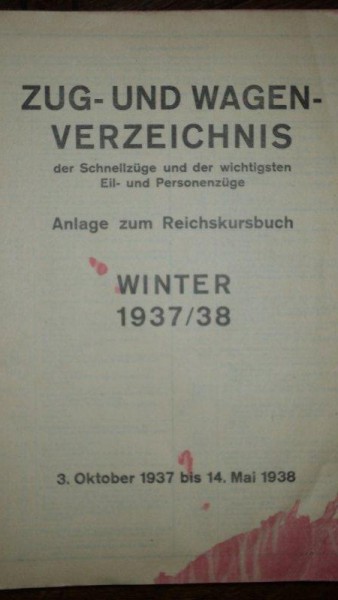 ZUG- UND WAGEN-
VERZEICHNIS
der Schnellzüge und der wichtigsten
Eil- und Personenzüge
Anlage zum Reichskursbuch
WINTER
1937/38
3. Oktober 1937 bis 14. Mai 1938